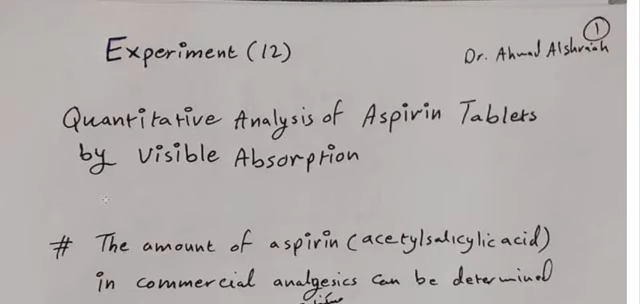 ①
Experiment (12)
Dr. Ahmad Alshraah
Quantitative Analysis of Aspirin Tablets
by Visible Absorption
# The amount of aspirin (acetylsalicylic acid)
in commercial analgesics can be determined